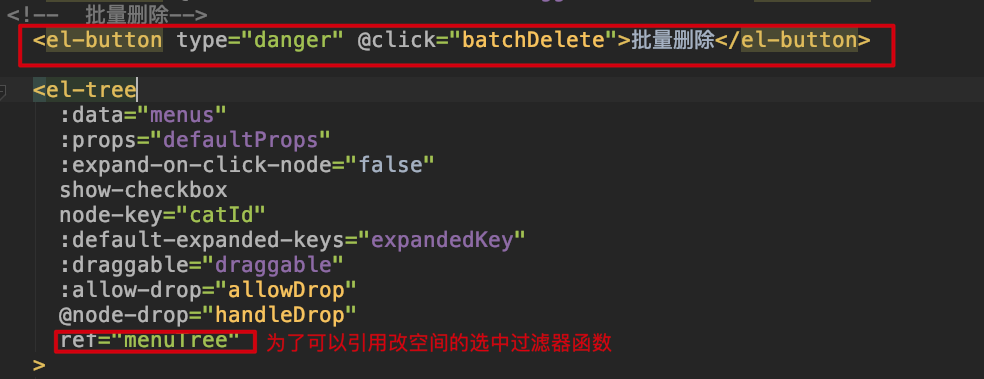 <!-- 批量删除-->
<el-button type="danger" @click="batchDelete">批量删除</el-button>
<el-tree
:data="menus"
:props="defaultProps"
:expand-on-click-node="false"
show-checkbox
node-key="catId"
:default-expanded-keys="expandedKey"
:draggable="draggable"
:allow-drop="allowDrop"
@node-drop="handleDrop"
ref="menuTree" 为了可以引用改空间的选中过滤器函数
>